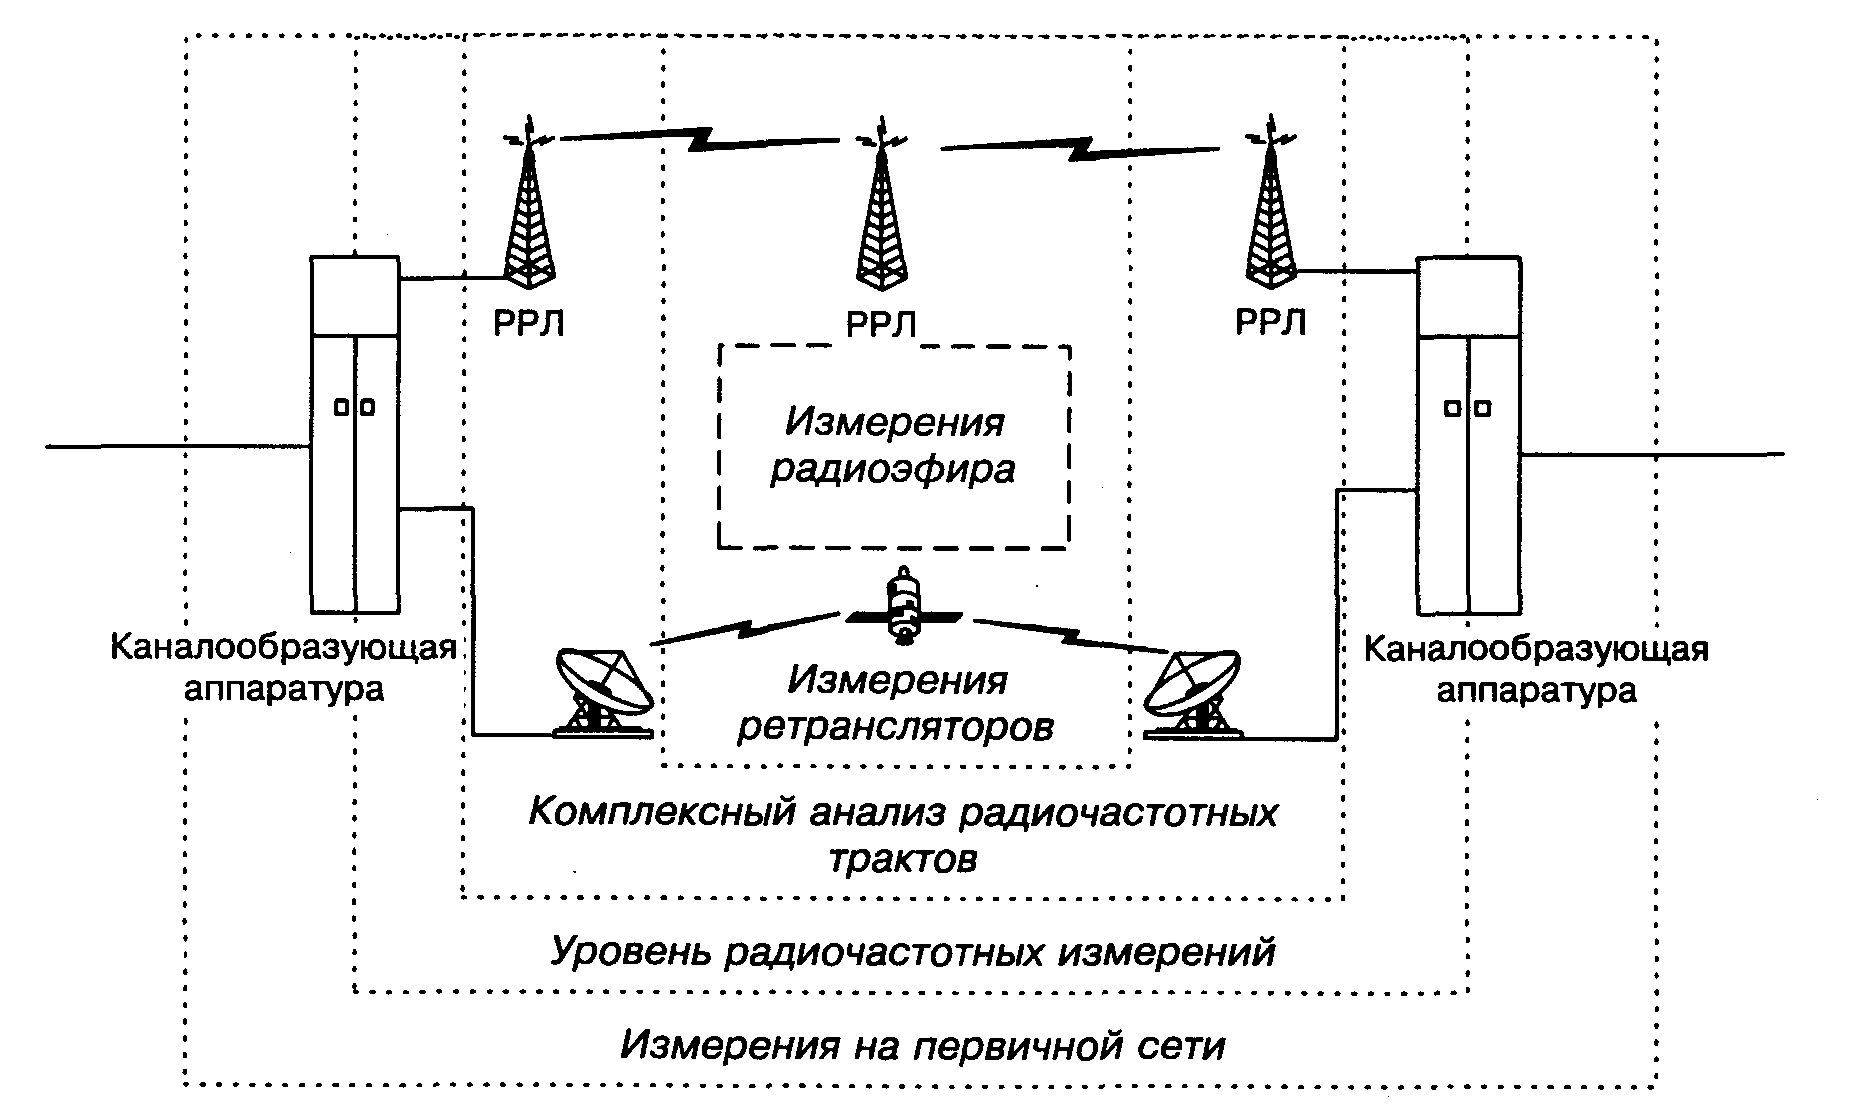 РРЛ
РРЛ
РРЛ
Измерения
радиоэфира
Каналообразующая
аппаратура
Каналообразующая
аппаратура
Измерения
ретрансляторов
Комплексный анализ радиочастотных
трактов
Уровень радиочастотных измерений
Измерения на первичной сети